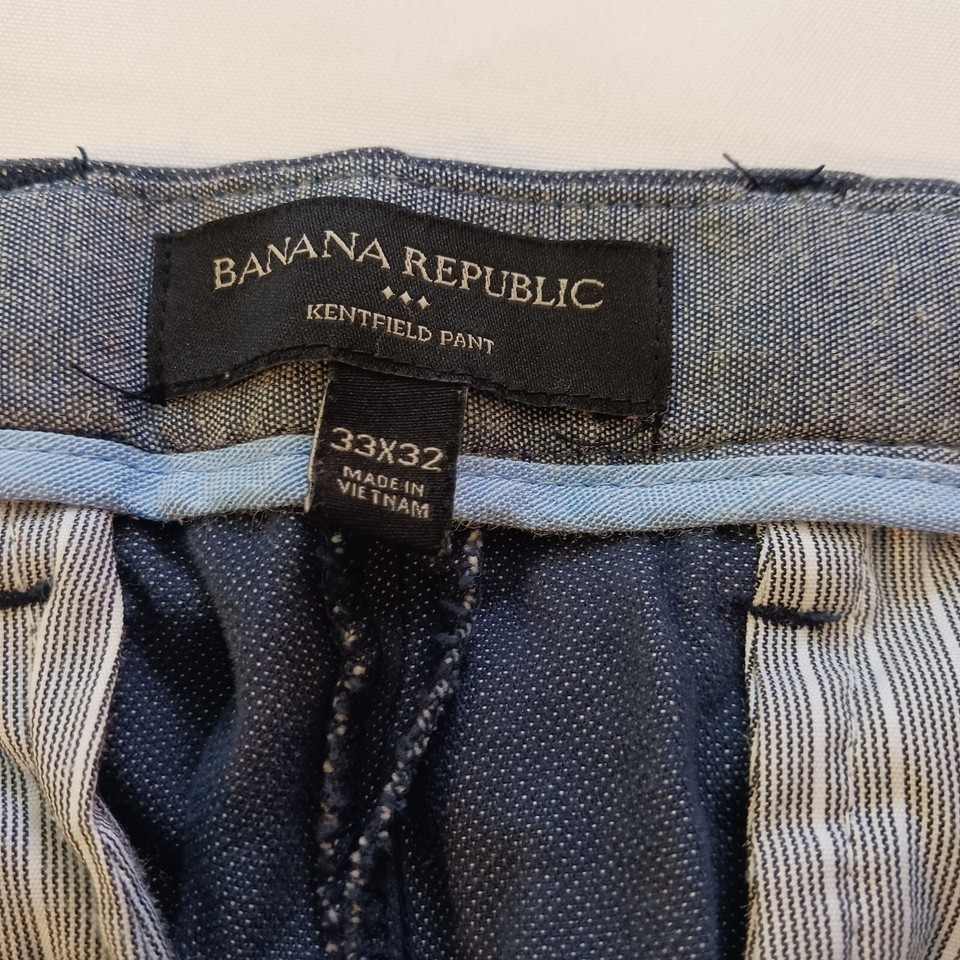 BANANA REPUBLIC
KENTFIELD PANT
33X32
MADE IN
VIETNAM